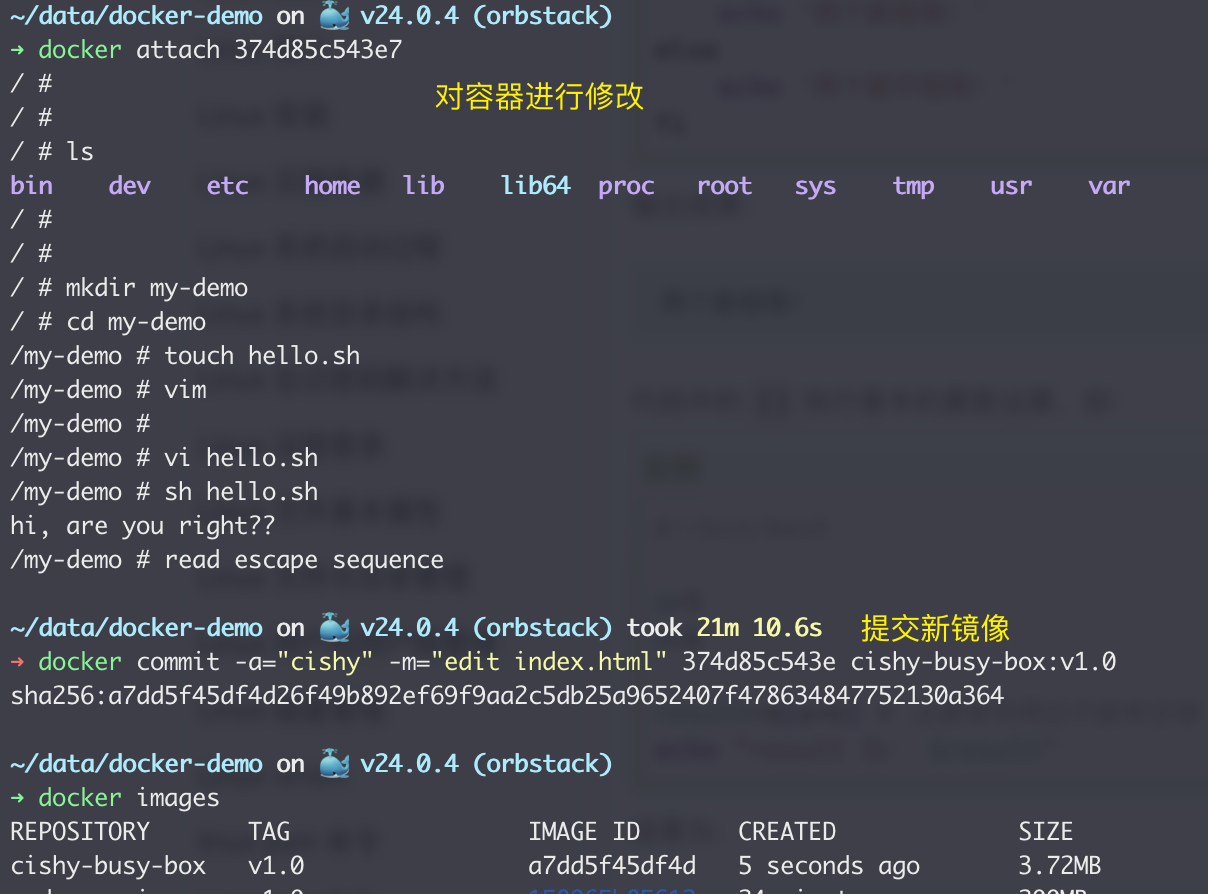 ~/data/docker-demo on 🐳 v24.0.4 (orbstack)
→ docker attach 374d85c543e7
/ #
对容器进行修改
/ #
/ # ls
bin dev etc home lib lib64 proc root sys tmp usr var
/ #
/ #
/ # mkdir my-demo
/ # cd my-demo
/my-demo # touch hello.sh
/my-demo # vim
/my-demo #
/my-demo # vi hello.sh
/my-demo # sh hello.sh
hi, are you right??
/my-demo # read escape sequence
~/data/docker-demo on 🐳 v24.0.4 (orbstack) took 21m 10.6s 提交新镜像
→ docker commit -a="cishy" -m="edit index.html" 374d85c543e cishy-busy-box:v1.0
sha256:a7dd5f45df4d26f49b892ef69f9aa2c5db25a9652407f478634847752130a364
~/data/docker-demo on 🐳 v24.0.4 (orbstack)
→ docker images
REPOSITORY TAG IMAGE ID CREATED SIZE
cishy-busy-box v1.0 a7dd5f45df4d 5 seconds ago 3.72MB